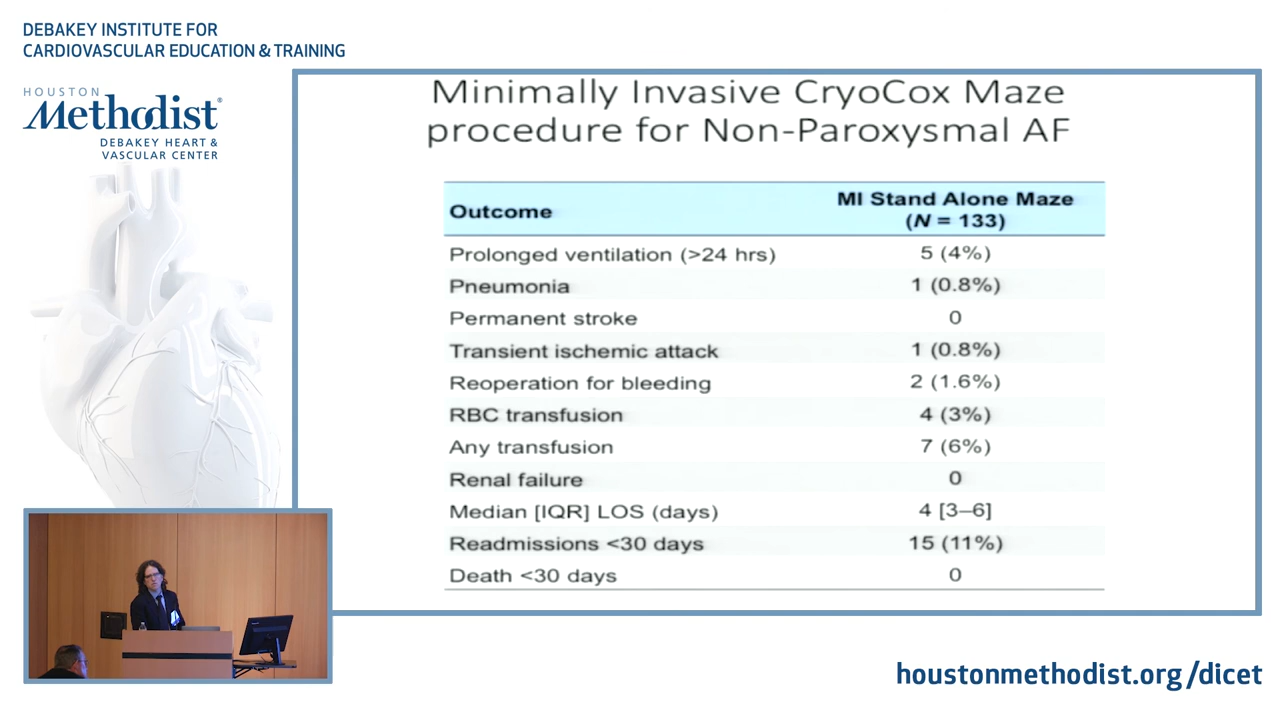 DEBAKEY INSTITUTE FOR
CARDIOVASCULAR EDUCATION & TRAINING
HOUSTON
Methodist®
DEBAKEY HEART &
VASCULAR CENTER
Minimally Invasive CryoCox Maze
procedure for Non-Paroxysmal AF
Outcome MI Stand Alone Maze
(N = 133)
Prolonged ventilation (>24 hrs) 5 (4%)
Pneumonia 1 (0.8%)
Permanent stroke 0
Transient ischemic attack 1 (0.8%)
Reoperation for bleeding 2 (1.6%)
RBC transfusion 4 (3%)
Any transfusion 7 (6%)
Renal failure 0
Median [IQR] LOS (days) 4 [3–6]
Readmissions <30 days 15 (11%)
Death <30 days 0
houstonmethodist.org/dicet